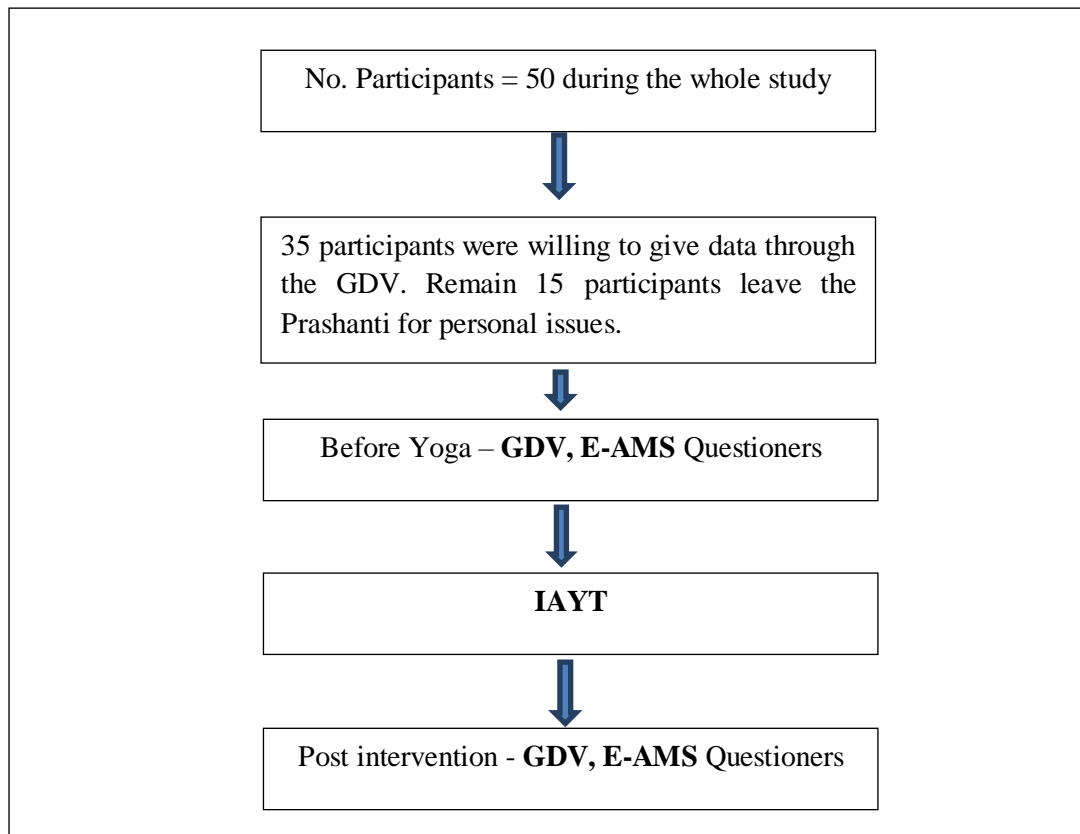 No. Participants = 50 during the whole study
35 participants were willing to give data through
the GDV. Remain 15 participants leave the
Prashanti for personal issues.
Before Yoga – GDV, E-AMS Questioners
IAYT
Post intervention - GDV, E-AMS Questioners